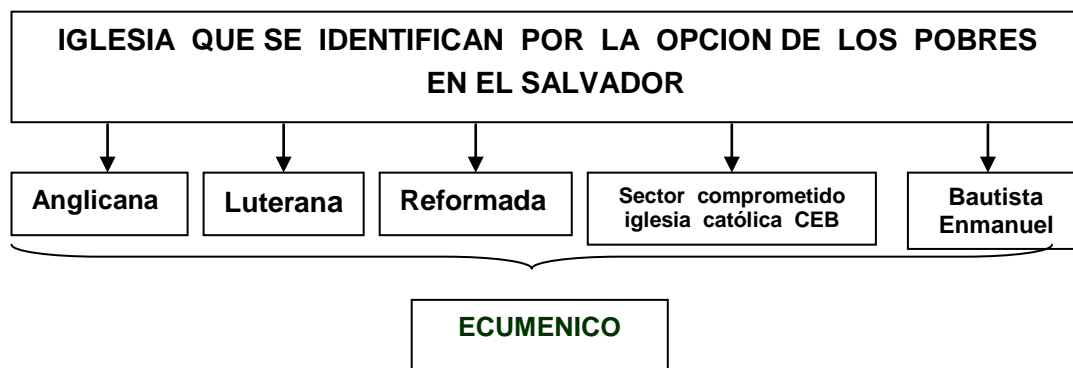 IGLESIA QUE SE IDENTIFICAN POR LA OPCION DE LOS POBRES
EN EL SALVADOR
Anglicana
Luterana
Reformada
Sector comprometido
iglesia católica CEB
Bautista
Enmanuel
ECUMENICO